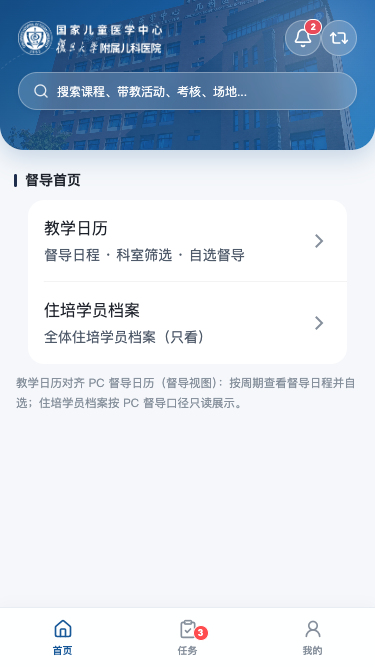 国家儿童医学中心
復旦大学附属儿科医院
2
搜索课程、带教活动、考核、场地...
督导首页
教学日历
督导日程 · 科室筛选 · 自选督导
住培学员档案
全体住培学员档案（只看）
教学日历对齐 PC 督导日历（督导视图）：按周期查看督导日程并自
选；住培学员档案按 PC 督导口径只读展示。
3
首页
任务
我的